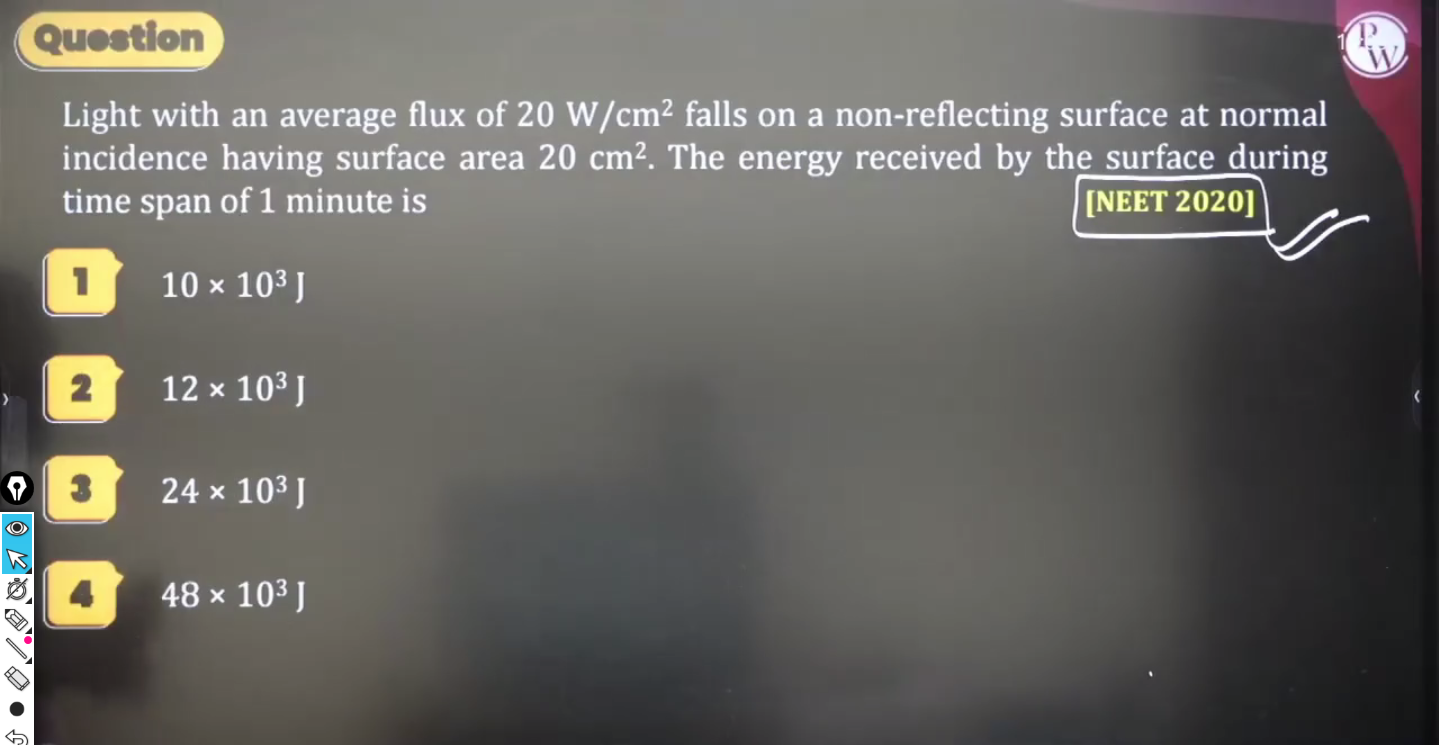 Question
PW
Light with an average flux of 20 W/cm² falls on a non-reflecting surface at normal
incidence having surface area 20 cm². The energy received by the surface during
time span of 1 minute is
[NEET 2020]
1 10 × 10³ J
2 12 × 10³ J
3 24 × 10³ J
4 48 × 10³ J